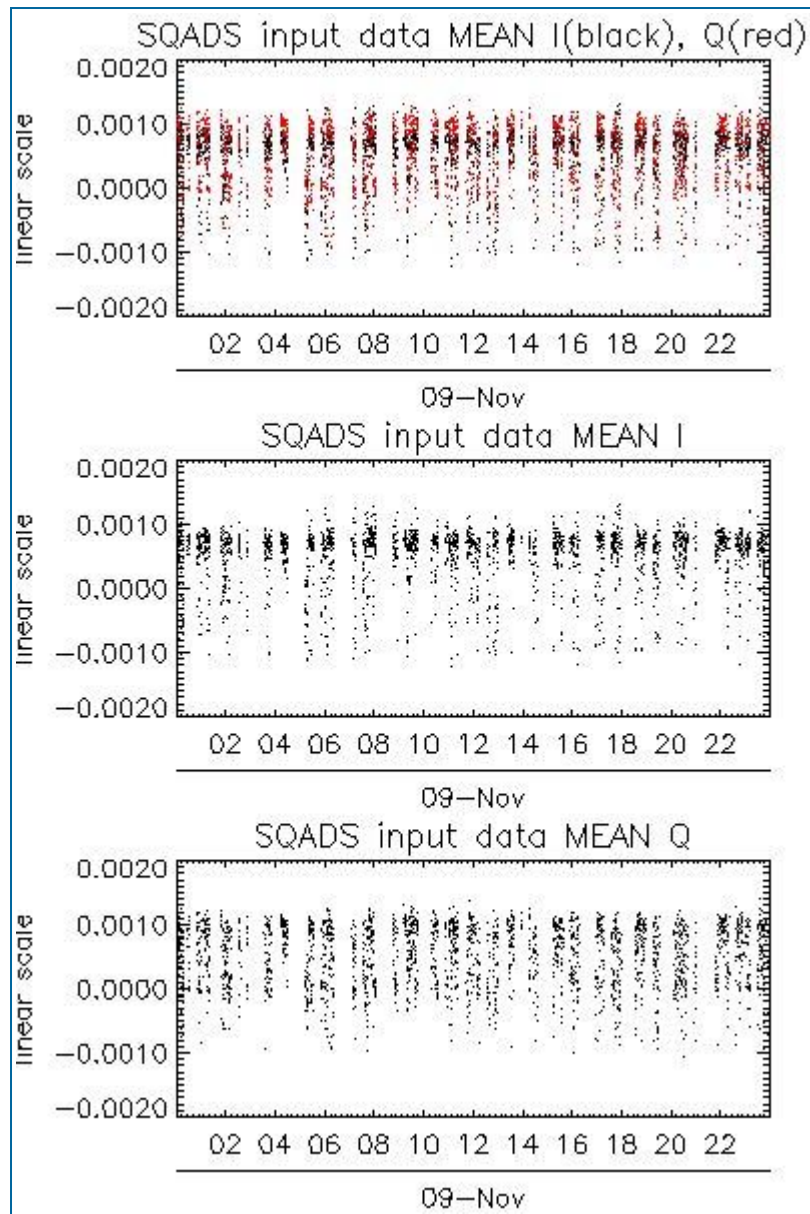 SQADS input data MEAN I(black), Q(red)
0.0020
0.0010
0.0000
−0.0010
−0.0020
linear scale
02 04 06 08 10 12 14 16 18 20 22
09−Nov
SQADS input data MEAN I
0.0020
0.0010
0.0000
−0.0010
−0.0020
linear scale
02 04 06 08 10 12 14 16 18 20 22
09−Nov
SQADS input data MEAN Q
0.0020
0.0010
0.0000
−0.0010
−0.0020
linear scale
02 04 06 08 10 12 14 16 18 20 22
09−Nov